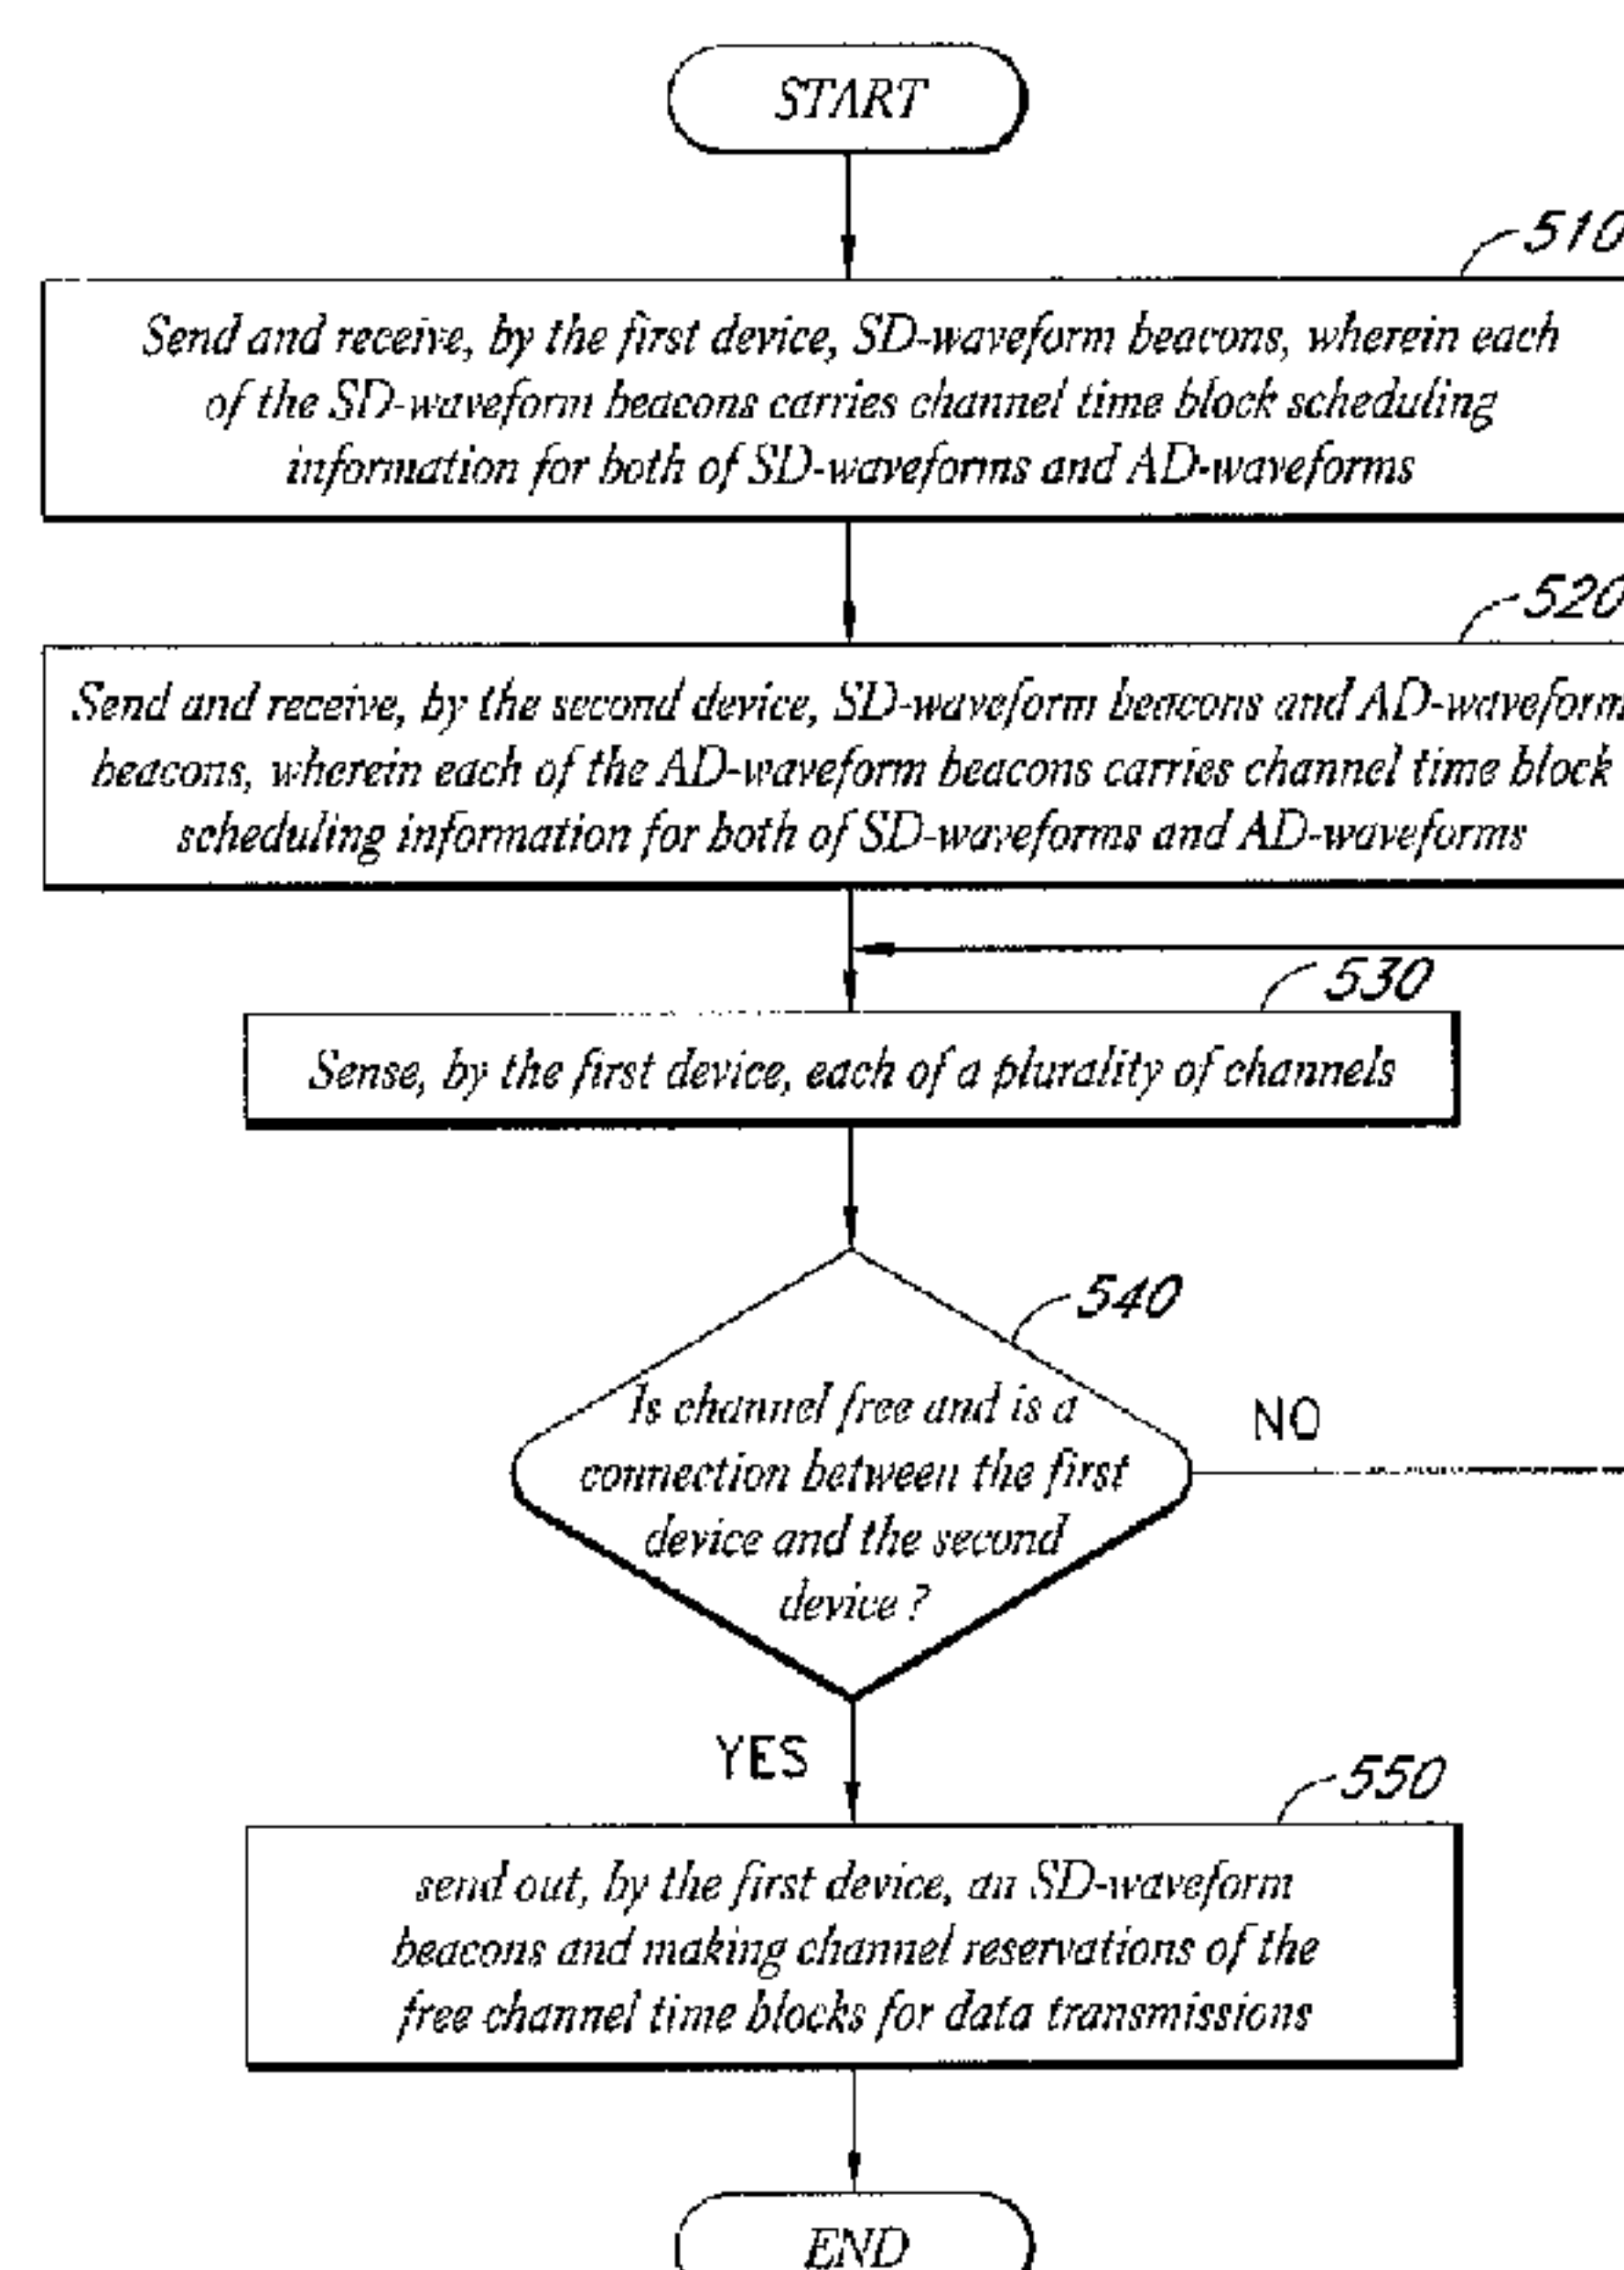 START
510
Send and receive, by the first device, SD-waveform beacons, wherein each
of the SD-waveform beacons carries channel time block scheduling
information for both of SD-waveforms and AD-waveforms
520
Send and receive, by the second device, SD-waveform beacons and AD-waveform
beacons, wherein each of the AD-waveform beacons carries channel time block
scheduling information for both of SD-waveforms and AD-waveforms
530
Sense, by the first device, each of a plurality of channels
540
Is channel free and is a
connection between the first
device and the second
device ?
NO
YES
550
send out, by the first device, an SD-waveform
beacons and making channel reservations of the
free channel time blocks for data transmissions
END